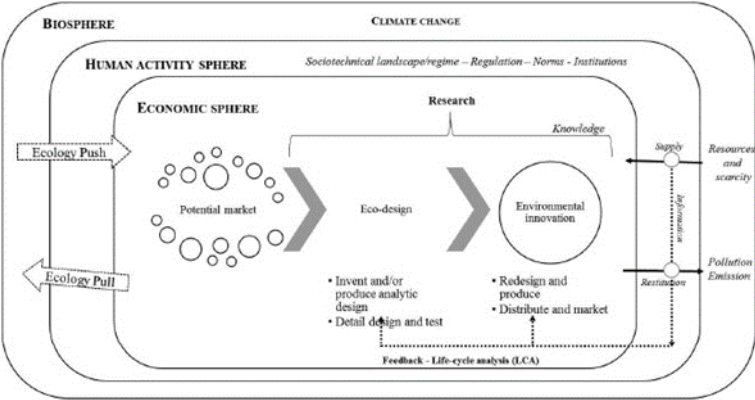 BIOSPHERE
CLIMATE CHANGE
HUMAN ACTIVITY SPHERE
Sociotechnical landscape/regime – Regulation – Norms - Institutions
ECONOMIC SPHERE
Research
Knowledge
Ecology Push
Supply
Resources
and
scarcity
Potential market
Eco-design
Environmental
innovation
Information
Ecology Pull
Pollution
Emission
Restitution
• Invent and/or
produce analytic
design
• Detail design and test
• Redesign and
produce
• Distribute and market
Feedback - Life-cycle analysis (LCA)